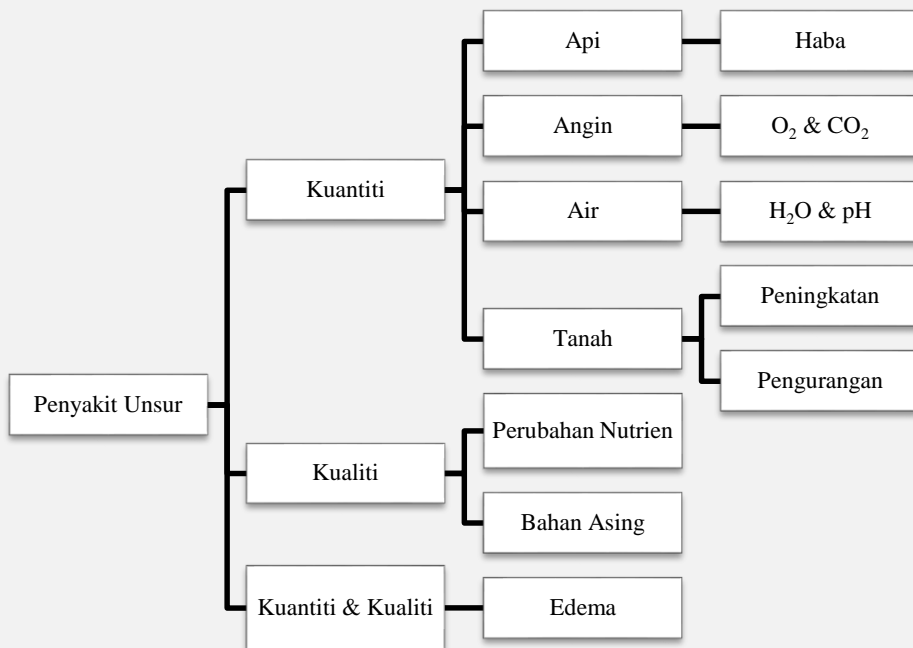 Penyakit Unsur
Kuantiti
Api
Haba
Angin
O₂ & CO₂
Air
H₂O & pH
Tanah
Peningkatan
Pengurangan
Kualiti
Perubahan Nutrien
Bahan Asing
Kuantiti & Kualiti
Edema